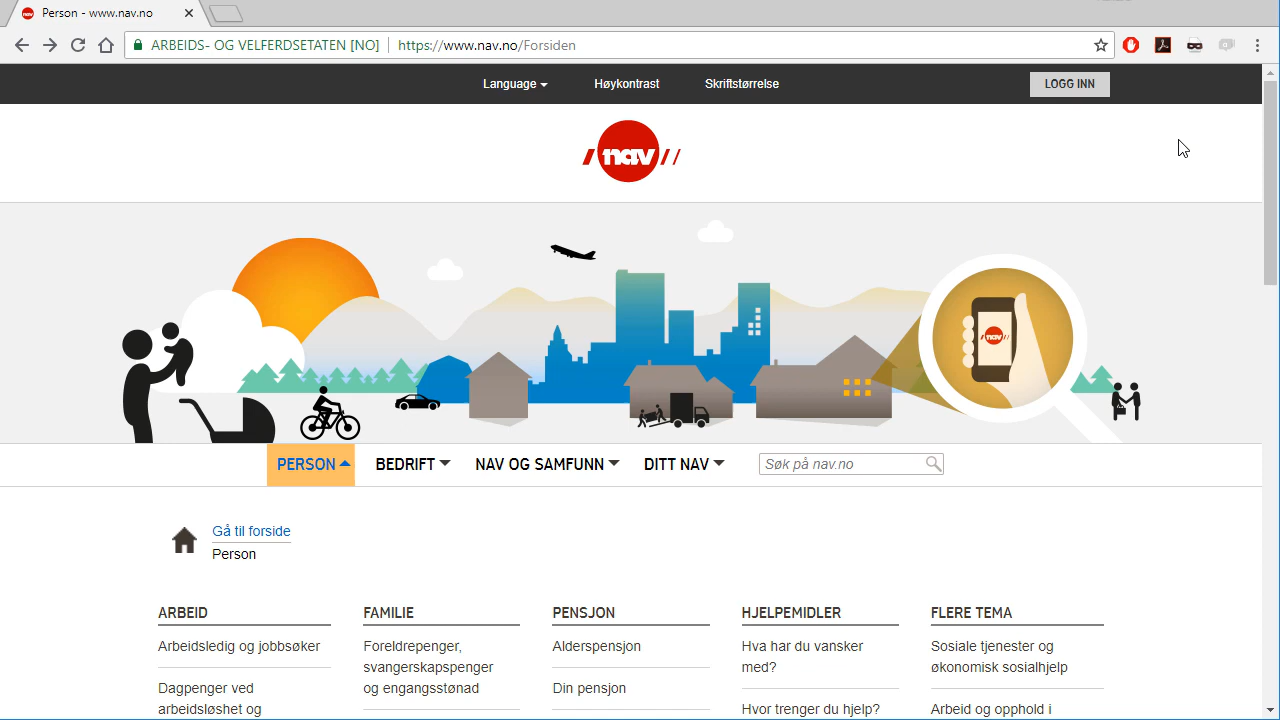 Person - www.nav.no
ARBEIDS- OG VELFERDSETATEN [NO]
https://www.nav.no/Forsiden
Language
Høykontrast
Skriftstørrelse
LOGG INN
nav
nav
PERSON
BEDRIFT
NAV OG SAMFUNN
DITT NAV
Søk på nav.no
Gå til forside
Person
ARBEID
Arbeidsledig og jobbsøker
Dagpenger ved
arbeidsløshet og
FAMILIE
Foreldrepenger,
svangerskapspenger
og engangsstønad
PENSJON
Alderspensjon
Din pensjon
HJELPEMIDLER
Hva har du vansker
med?
Hvor trenger du hjelp?
FLERE TEMA
Sosiale tjenester og
økonomisk sosialhjelp
Arbeid og opphold i